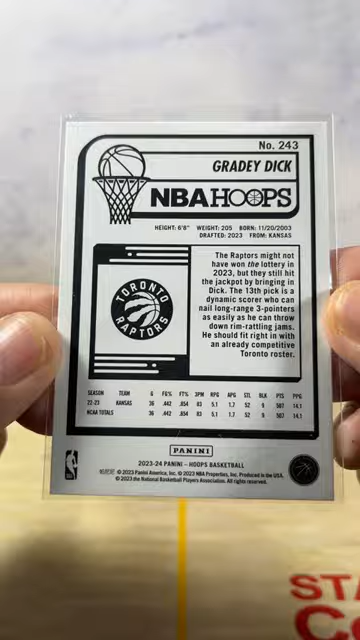 No. 243
GRADEY DICK
NBA HOOPS
HEIGHT: 6'8" WEIGHT: 205 BORN: 11/20/2003
DRAFTED: 2023 FROM: KANSAS
The Raptors might not
have won the lottery in
2023, but they still hit
the jackpot by bringing in
Dick. The 13th pick is a
dynamic scorer who can
nail long-range 3-pointers
as easily as he can throw
down rim-rattling jams.
He should fit right in with
an already competitive
Toronto roster.
TORONTO
RAPTORS
SEASON TEAM G FG% FT% 3PM RPG APG STL BLK PTS PPG
22-23 KANSAS 36 .442 .854 83 5.1 1.7 52 9 507 14.1
NCAA TOTALS 36 .442 .854 83 5.1 1.7 52 9 507 14.1
PANINI
2023-24 PANINI – HOOPS BASKETBALL
© 2023 Panini America, Inc. © 2023 NBA Properties, Inc. Produced in the USA.
© 2023 the National Basketball Players Association. All rights reserved.